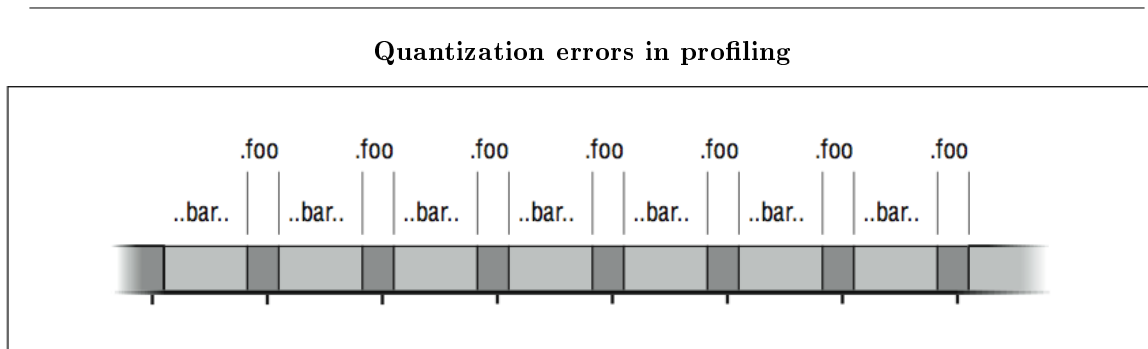 Quantization errors in profiling
.foo .foo .foo .foo .foo .foo .foo
..bar.. ..bar.. ..bar.. ..bar.. ..bar.. ..bar.. ..bar..